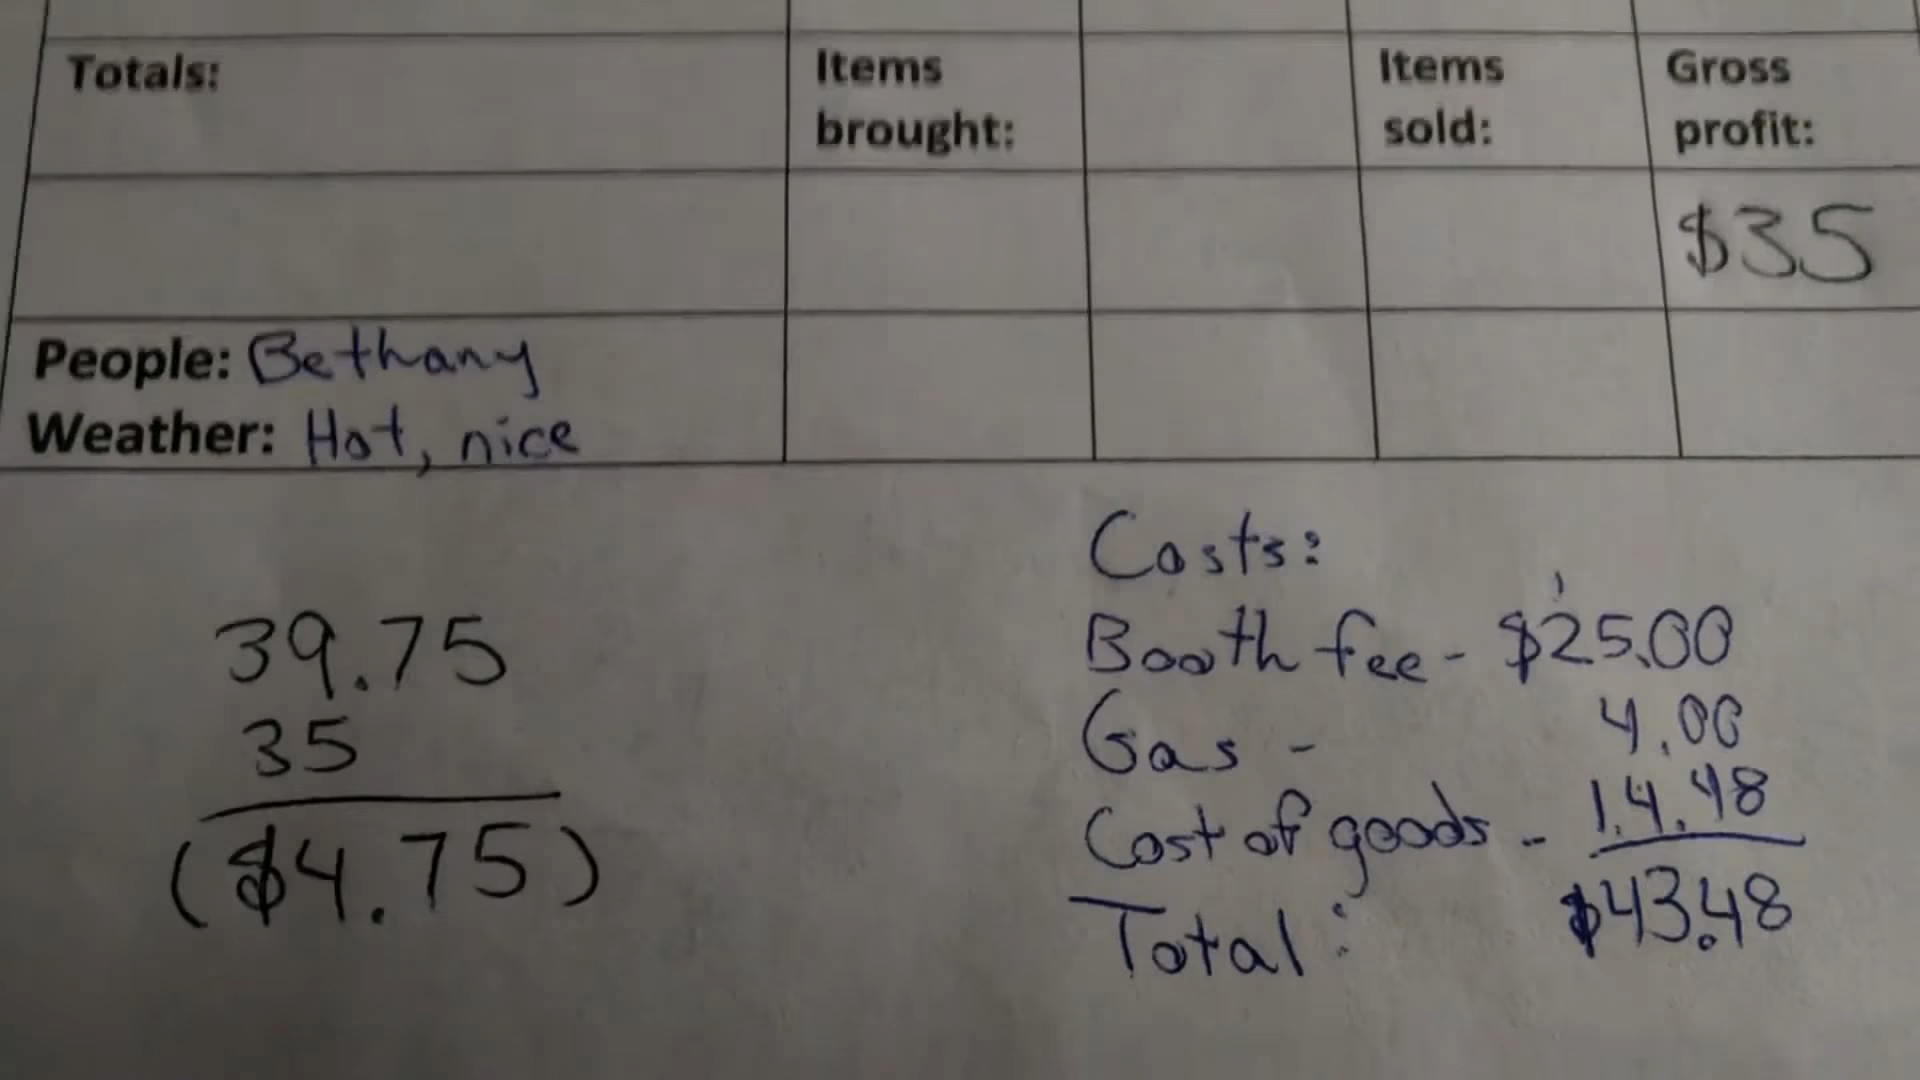 Totals:
Items brought:
Items sold:
Gross profit:
$35
People: Bethany
Weather: Hot, nice
39.75
35
($4.75)
Costs:
1
Booth fee - $25.00
Gas - 4.00
Cost of goods - 14.48
Total: $43.48